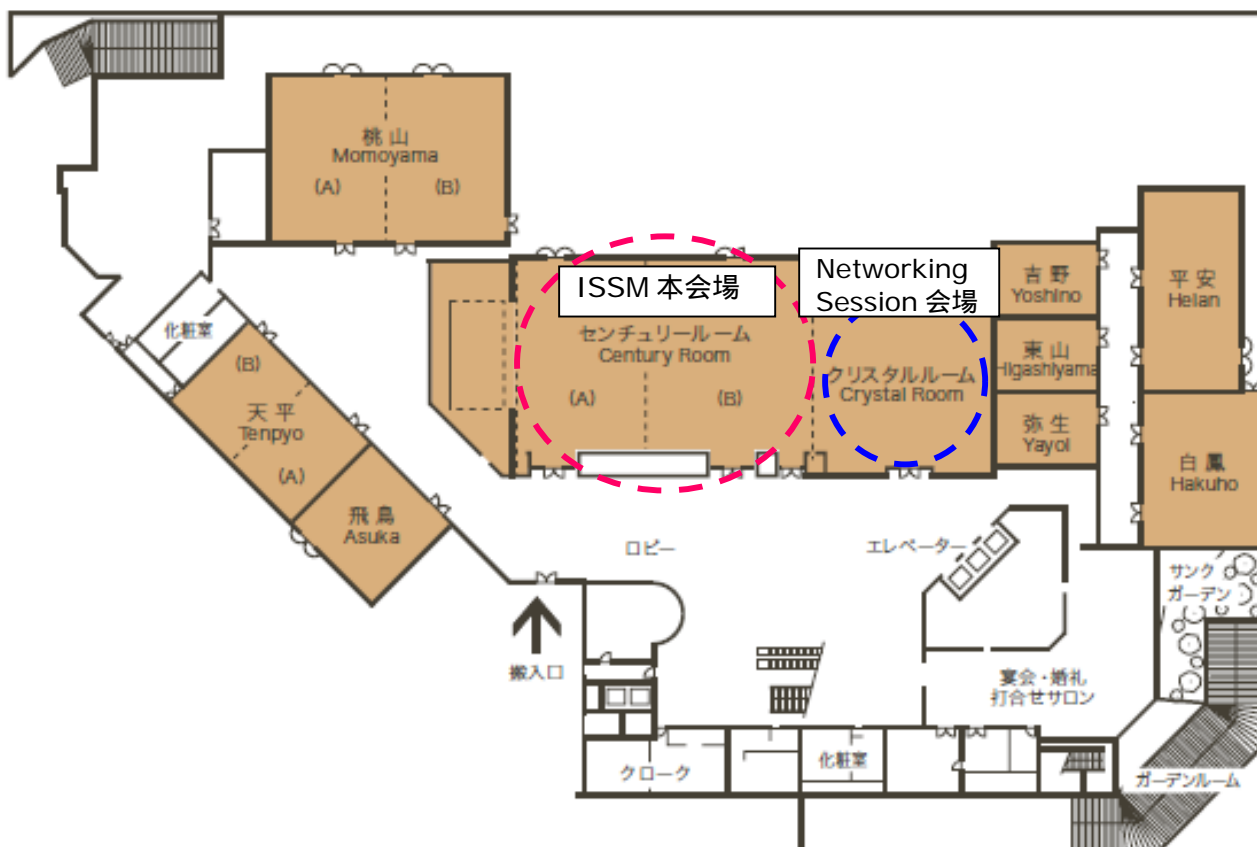 桃山
Momoyama
(A)
(B)
ISSM 本会場
Networking
Session 会場
センチュリールーム
Century Room
(A)
(B)
クリスタルルーム
Crystal Room
吉野
Yoshino
東山
Higashiyama
弥生
Yayoi
平安
Heian
白鳳
Hakuho
化粧室
(B)
天平
Tenpyo
(A)
飛鳥
Asuka
ロビー
エレベーター
サンク
ガーデン
搬入口
宴会・婚礼
打合せサロン
クローク
化粧室
ガーデンルーム